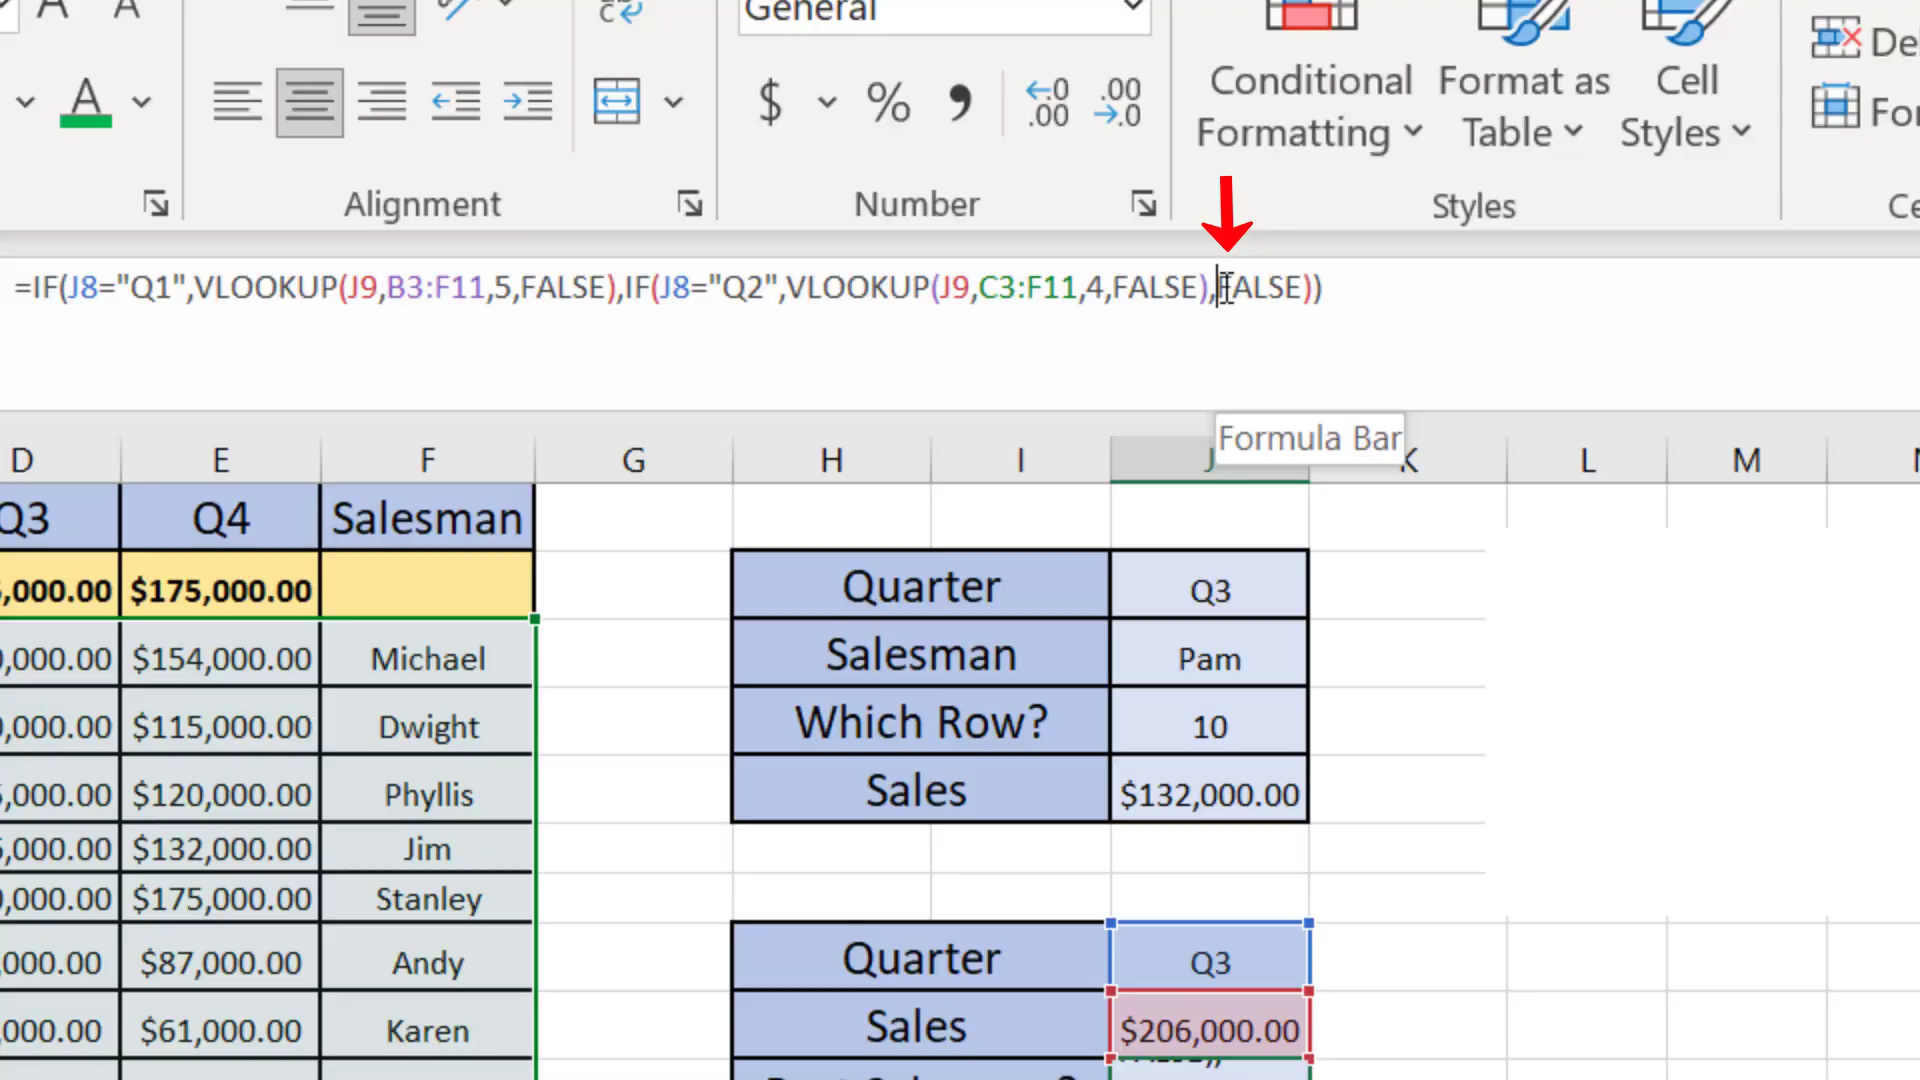 General
$ % , ←0 .00 .00 →.0
Conditional Formatting
Format as Table
Cell Styles
Alignment
Number
Styles
=IF(J8="Q1",VLOOKUP(J9,B3:F11,5,FALSE),IF(J8="Q2",VLOOKUP(J9,C3:F11,4,FALSE),FALSE))
Formula Bar
D E F G H I J K L M
Q3 Q4 Salesman
,000.00 $175,000.00
,000.00 $154,000.00 Michael
,000.00 $115,000.00 Dwight
,000.00 $120,000.00 Phyllis
,000.00 $132,000.00 Jim
,000.00 $175,000.00 Stanley
,000.00 $87,000.00 Andy
,000.00 $61,000.00 Karen
Quarter Q3
Salesman Pam
Which Row? 10
Sales $132,000.00
Quarter Q3
Sales $206,000.00